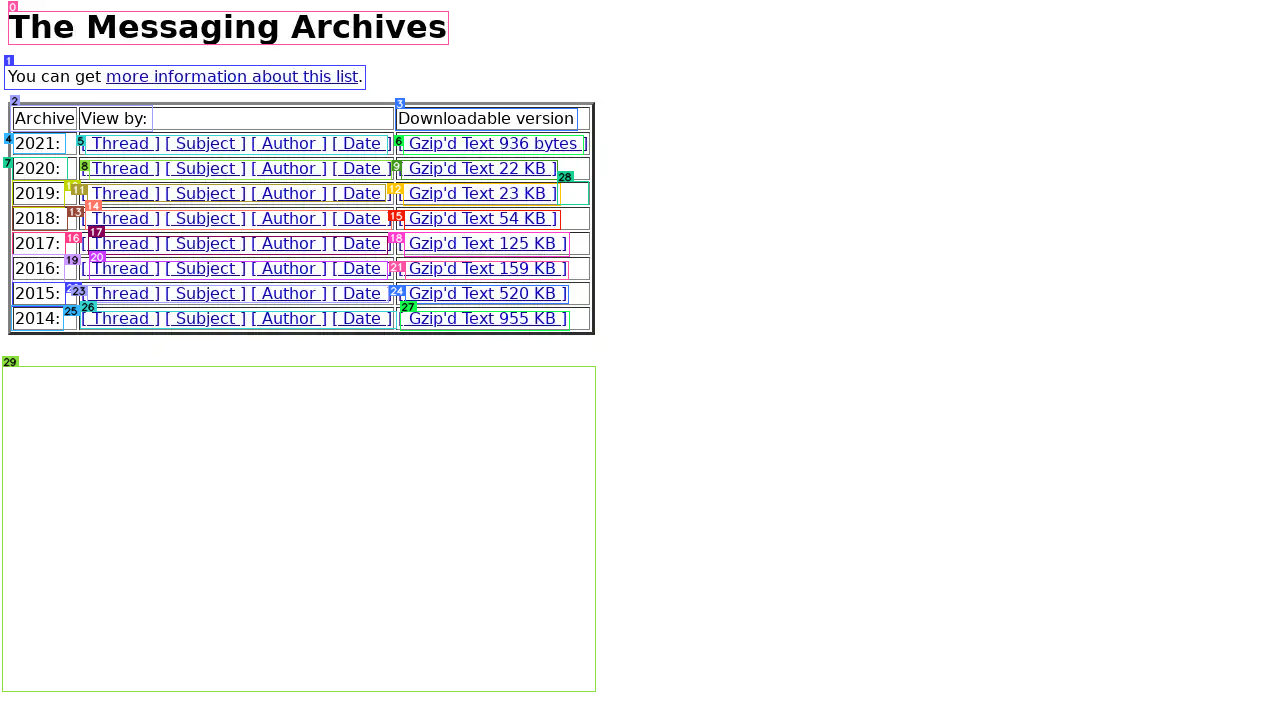 The Messaging Archives
You can get more information about this list.
Archive View by: Downloadable version
2021: [ Thread ] [ Subject ] [ Author ] [ Date ] [ Gzip'd Text 936 bytes ]
2020: [ Thread ] [ Subject ] [ Author ] [ Date ] [ Gzip'd Text 22 KB ]
2019: [ Thread ] [ Subject ] [ Author ] [ Date ] [ Gzip'd Text 23 KB ]
2018: [ Thread ] [ Subject ] [ Author ] [ Date ] [ Gzip'd Text 54 KB ]
2017: [ Thread ] [ Subject ] [ Author ] [ Date ] [ Gzip'd Text 125 KB ]
2016: [ Thread ] [ Subject ] [ Author ] [ Date ] [ Gzip'd Text 159 KB ]
2015: [ Thread ] [ Subject ] [ Author ] [ Date ] [ Gzip'd Text 520 KB ]
2014: [ Thread ] [ Subject ] [ Author ] [ Date ] [ Gzip'd Text 955 KB ]